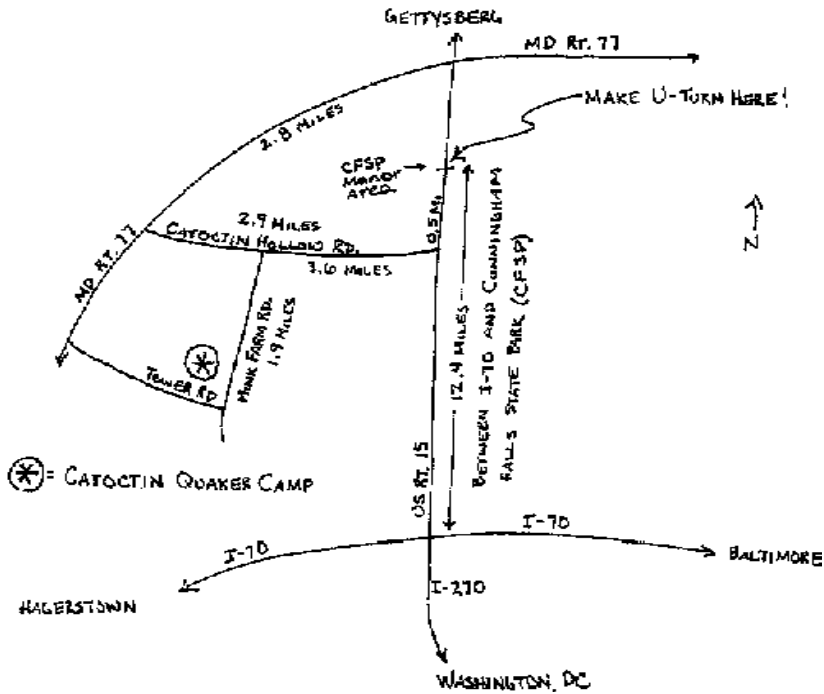 GETTYSBERG
MD RT. 77
MAKE U-TURN HERE!
2.8 MILES
CFSP
MANOR
AREA
0.5 MI.
N
2.9 MILES
CATOCTIN HOLLOW RD.
3.6 MILES
MD RT. 77
MINK FARM RD.
1.9 MILES
TOWER RD
12.4 MILES
BETWEEN I-70 AND CUNNINGHAM
FALLS STATE PARK (CFSP)
US RT. 15
= CATOCTIN QUAKER CAMP
I-70
I-70
BALTIMORE
HAGERSTOWN
I-270
WASHINGTON, DC